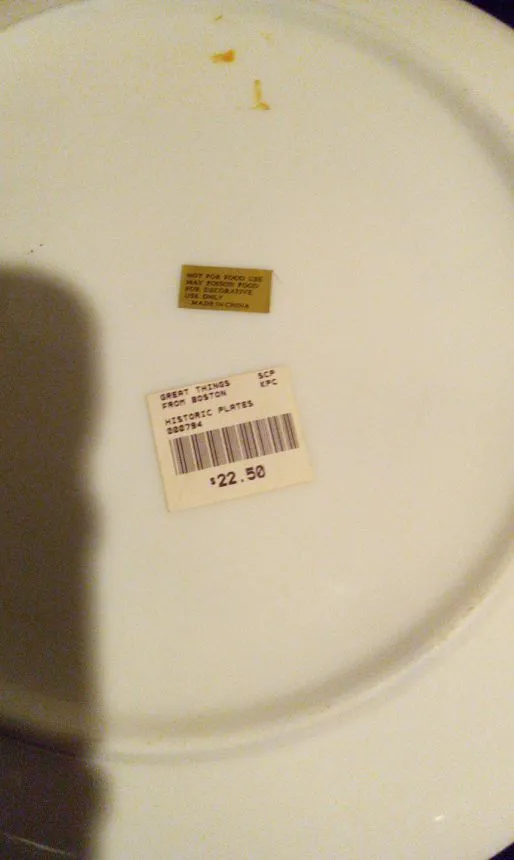 NOT FOR FOOD USE
MAY POISON FOOD
FOR DECORATIVE
USE ONLY
MADE IN CHINA
GREAT THINGS SCP
FROM BOSTON KPC
HISTORIC PLATES
000794
$22.50